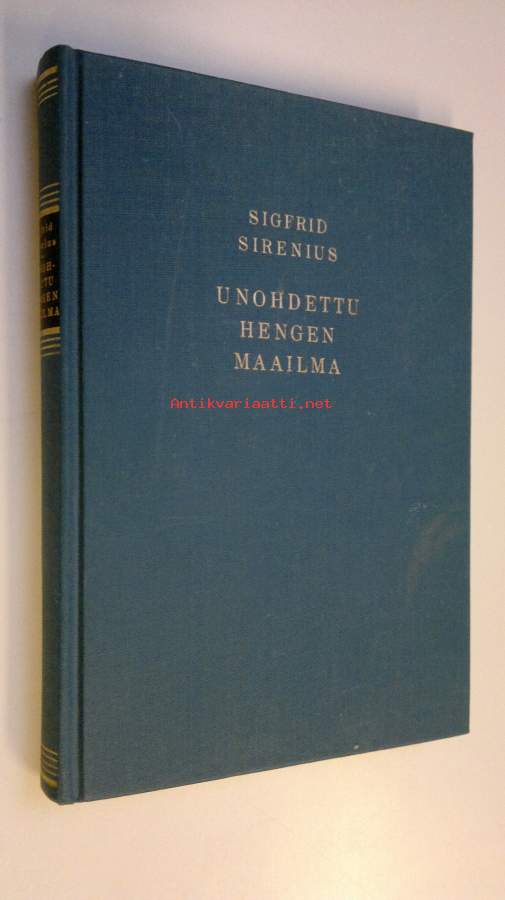 SIGFRID
SIRENIUS
UNOHDETTU
HENGEN
MAAILMA
Antikvariaatti.net